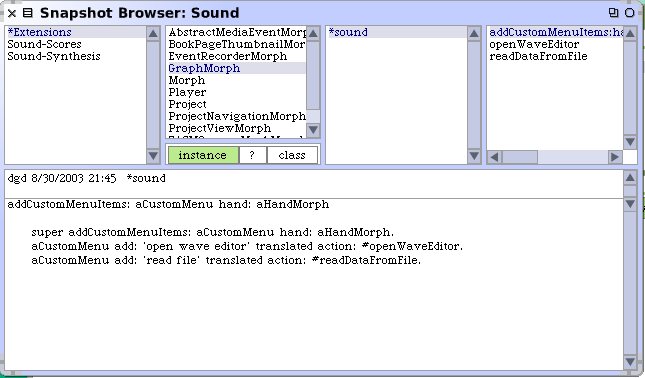 Snapshot Browser: Sound
*Extensions
Sound-Scores
Sound-Synthesis
AbstractMediaEventMorp
BookPageThumbnailMor
EventRecorderMorph
GraphMorph
Morph
Player
Project
ProjectNavigationMorph
ProjectViewMorph
instance
?
class
*sound
addCustomMenuItems:ha
openWaveEditor
readDataFromFile
dgd 8/30/2003 21:45 *sound
addCustomMenuItems: aCustomMenu hand: aHandMorph
super addCustomMenuItems: aCustomMenu hand: aHandMorph.
aCustomMenu add: 'open wave editor' translated action: #openWaveEditor.
aCustomMenu add: 'read file' translated action: #readDataFromFile.